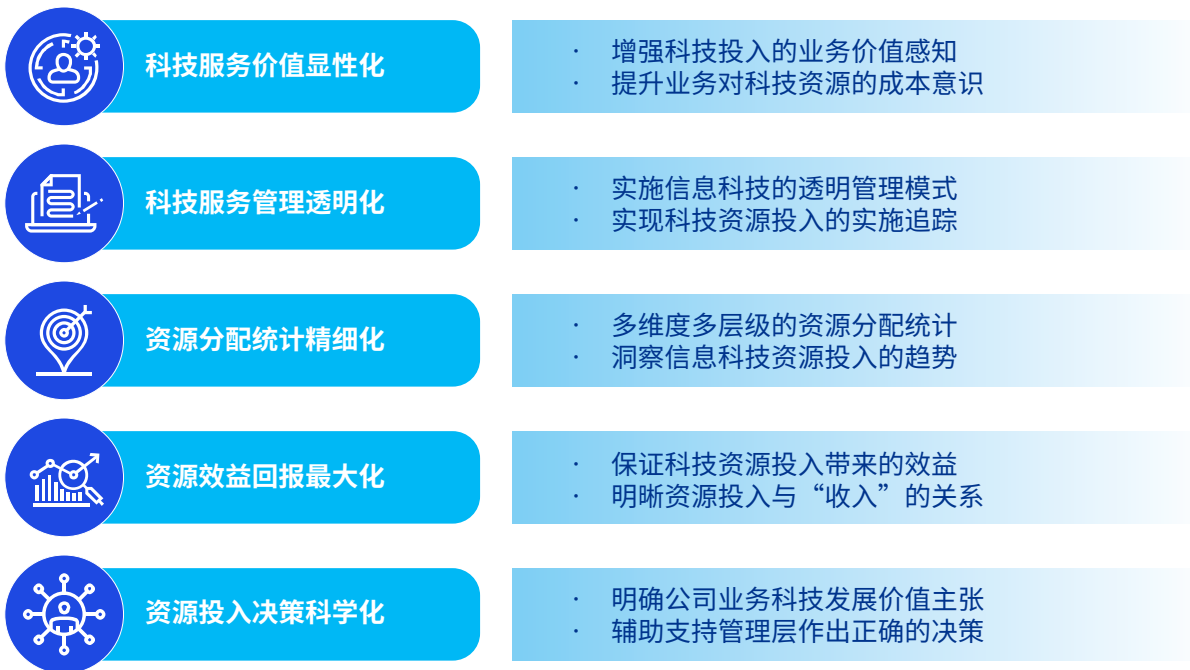 科技服务价值显性化
· 增强科技投入的业务价值感知
· 提升业务对科技资源的成本意识
科技服务管理透明化
· 实施信息科技的透明管理模式
· 实现科技资源投入的实施追踪
资源分配统计精细化
· 多维度多层级的资源分配统计
· 洞察信息科技资源投入的趋势
资源效益回报最大化
· 保证科技资源投入带来的效益
· 明晰资源投入与“收入”的关系
资源投入决策科学化
· 明确公司业务科技发展价值主张
· 辅助支持管理层作出正确的决策